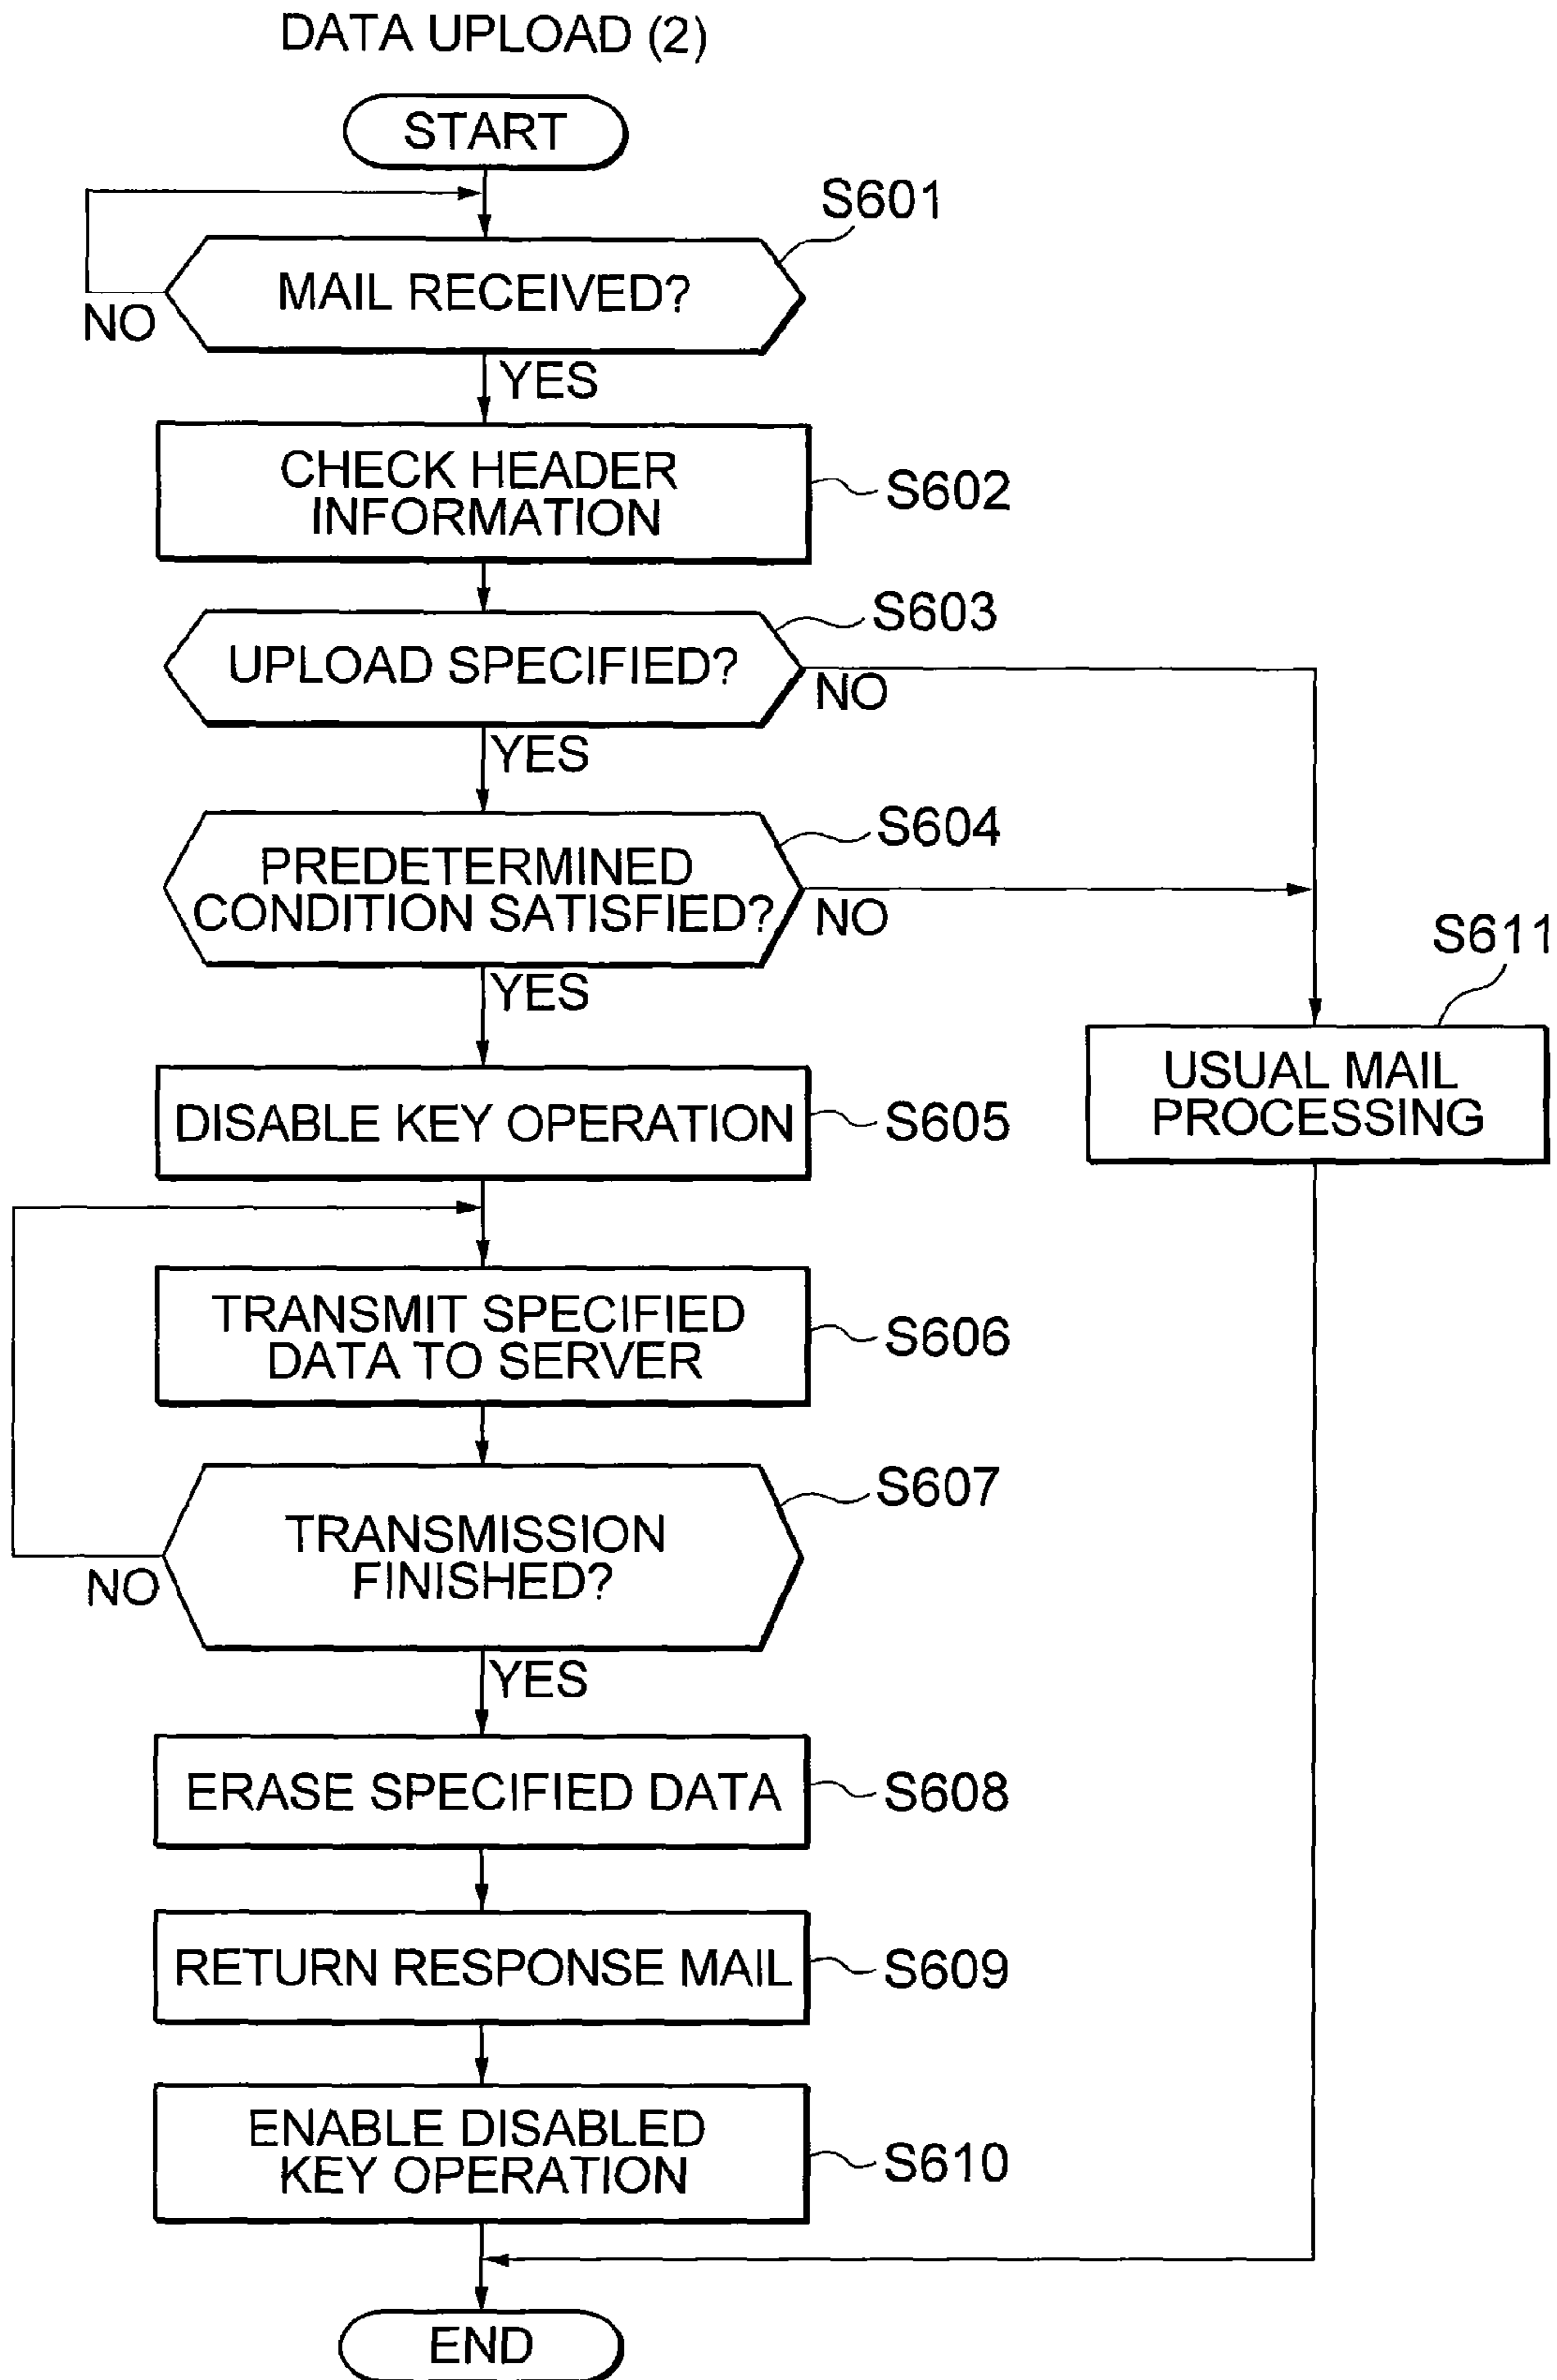 DATA UPLOAD (2)
START
S601
MAIL RECEIVED?
NO
YES
CHECK HEADER
INFORMATION
S602
S603
UPLOAD SPECIFIED?
NO
YES
S604
PREDETERMINED
CONDITION SATISFIED?
NO
YES
S611
USUAL MAIL
PROCESSING
DISABLE KEY OPERATION
S605
TRANSMIT SPECIFIED
DATA TO SERVER
S606
S607
TRANSMISSION
FINISHED?
NO
YES
ERASE SPECIFIED DATA
S608
RETURN RESPONSE MAIL
S609
ENABLE DISABLED
KEY OPERATION
S610
END